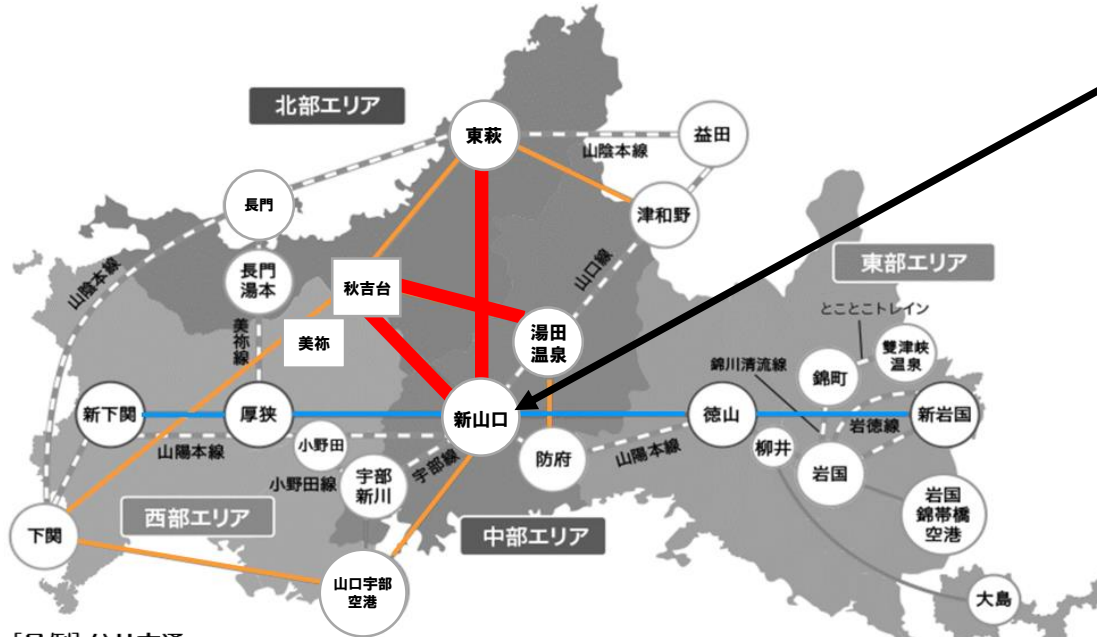 北部エリア
東萩
益田
山陰本線
長門
津和野
山陰本線
長門
湯本
秋吉台
山口線
東部エリア
とことこトレイン
美祢線
美祢
湯田
温泉
錦川清流線
錦町
雙津峡
温泉
新下関
厚狭
新山口
徳山
岩徳線
新岩国
山陽本線
小野田
宇部線
防府
山陽本線
柳井
岩国
小野田線
宇部
新川
岩国
錦帯橋
空港
西部エリア
中部エリア
下関
山口宇部
空港
大島